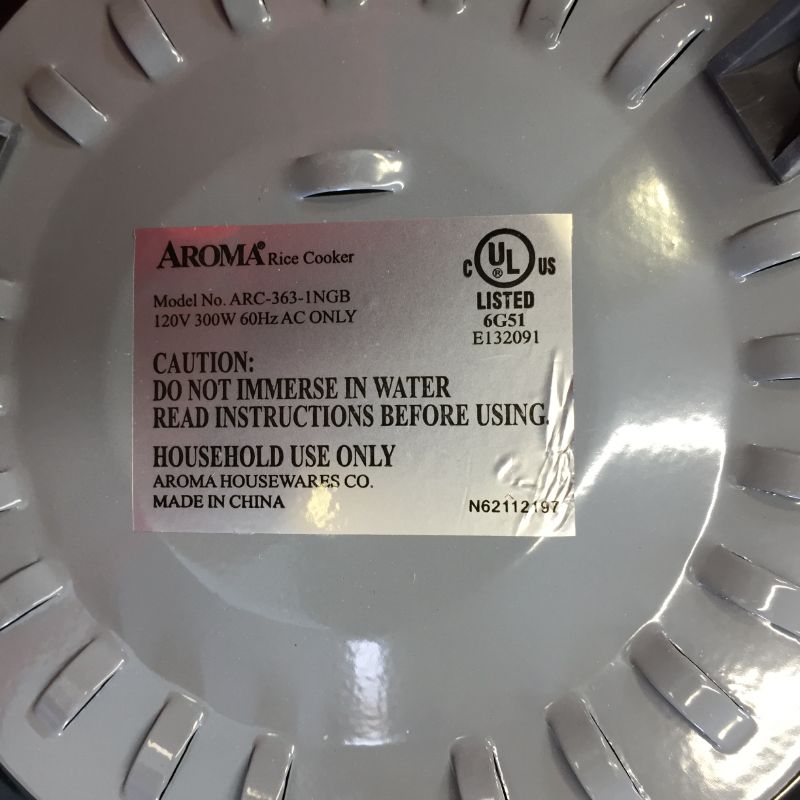 AROMA® Rice Cooker
Model No. ARC-363-1NGB
120V 300W 60Hz AC ONLY
C UL® US
LISTED
6G51
E132091
CAUTION:
DO NOT IMMERSE IN WATER
READ INSTRUCTIONS BEFORE USING.
HOUSEHOLD USE ONLY
AROMA HOUSEWARES CO.
MADE IN CHINA
N62112197